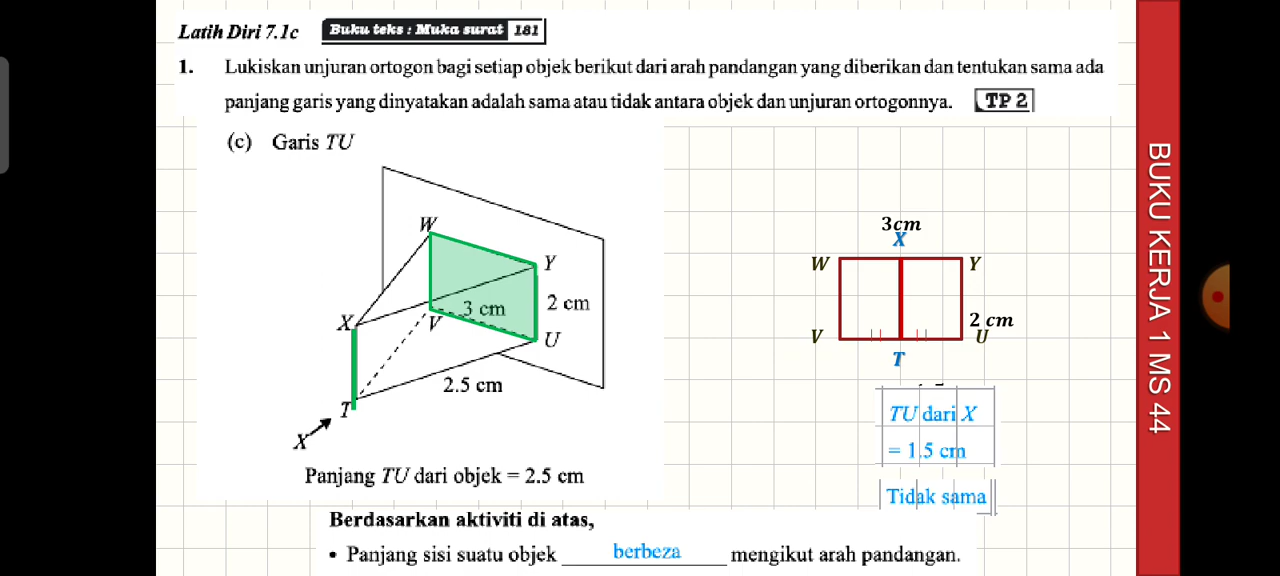 Latih Diri 7.1c Buku teks : Muka surat 181
1. Lukiskan unjuran ortogon bagi setiap objek berikut dari arah pandangan yang diberikan dan tentukan sama ada
panjang garis yang dinyatakan adalah sama atau tidak antara objek dan unjuran ortogonnya. TP 2
(c) Garis TU
W
Y
3 cm
2 cm
X
V
U
2.5 cm
T
X
Panjang TU dari objek = 2.5 cm
3cm
X
W
Y
2 cm
V
U
T
TU dari X
= 1.5 cm
Tidak sama
Berdasarkan aktiviti di atas,
• Panjang sisi suatu objek berbeza mengikut arah pandangan.
BUKU KERJA 1 MS 44